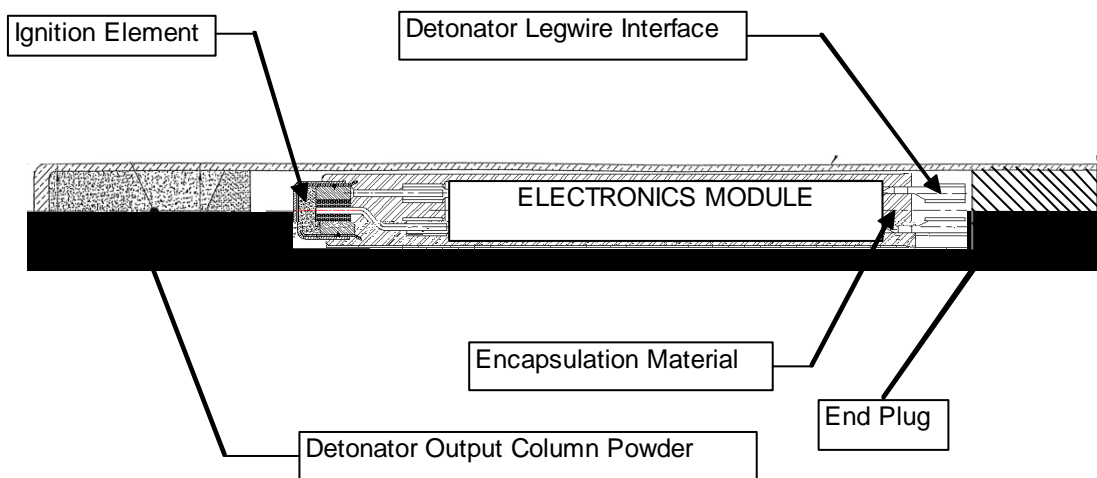 Ignition Element
Detonator Legwire Interface
ELECTRONICS MODULE
Encapsulation Material
End Plug
Detonator Output Column Powder